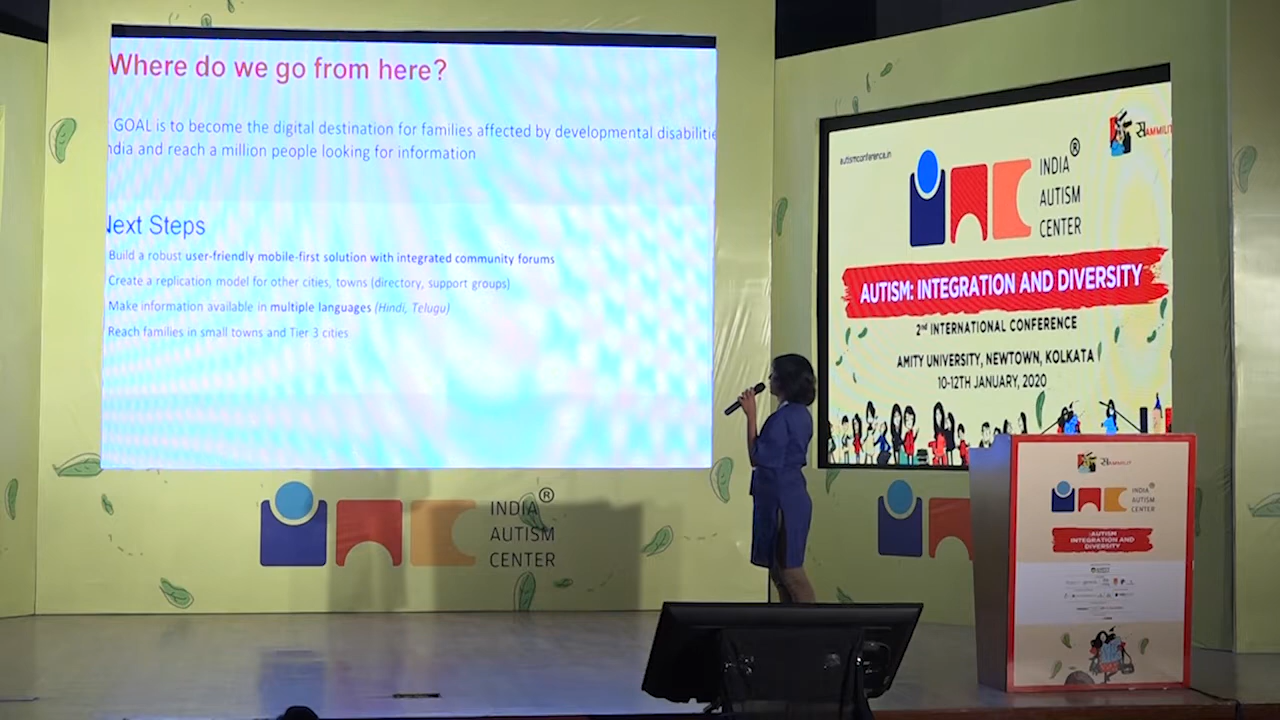 Where do we go from here?
GOAL is to become the digital destination for families affected by developmental disabilitie
ndia and reach a million people looking for information
Next Steps
Build a robust user-friendly mobile-first solution with integrated community forums
Create a replication model for other cities, towns (directory, support groups)
Make information available in multiple languages (Hindi, Telugu)
Reach families in small towns and Tier 3 cities
INDIA ®
AUTISM
CENTER
autismconference.in
सAMMILIT
INDIA ®
AUTISM
CENTER
AUTISM: INTEGRATION AND DIVERSITY
2nd INTERNATIONAL CONFERENCE
AMITY UNIVERSITY, NEWTOWN, KOLKATA
10-12TH JANUARY, 2020
सAMMILIT
INDIA ®
AUTISM
CENTER
AUTISM
INTEGRATION AND
DIVERSITY